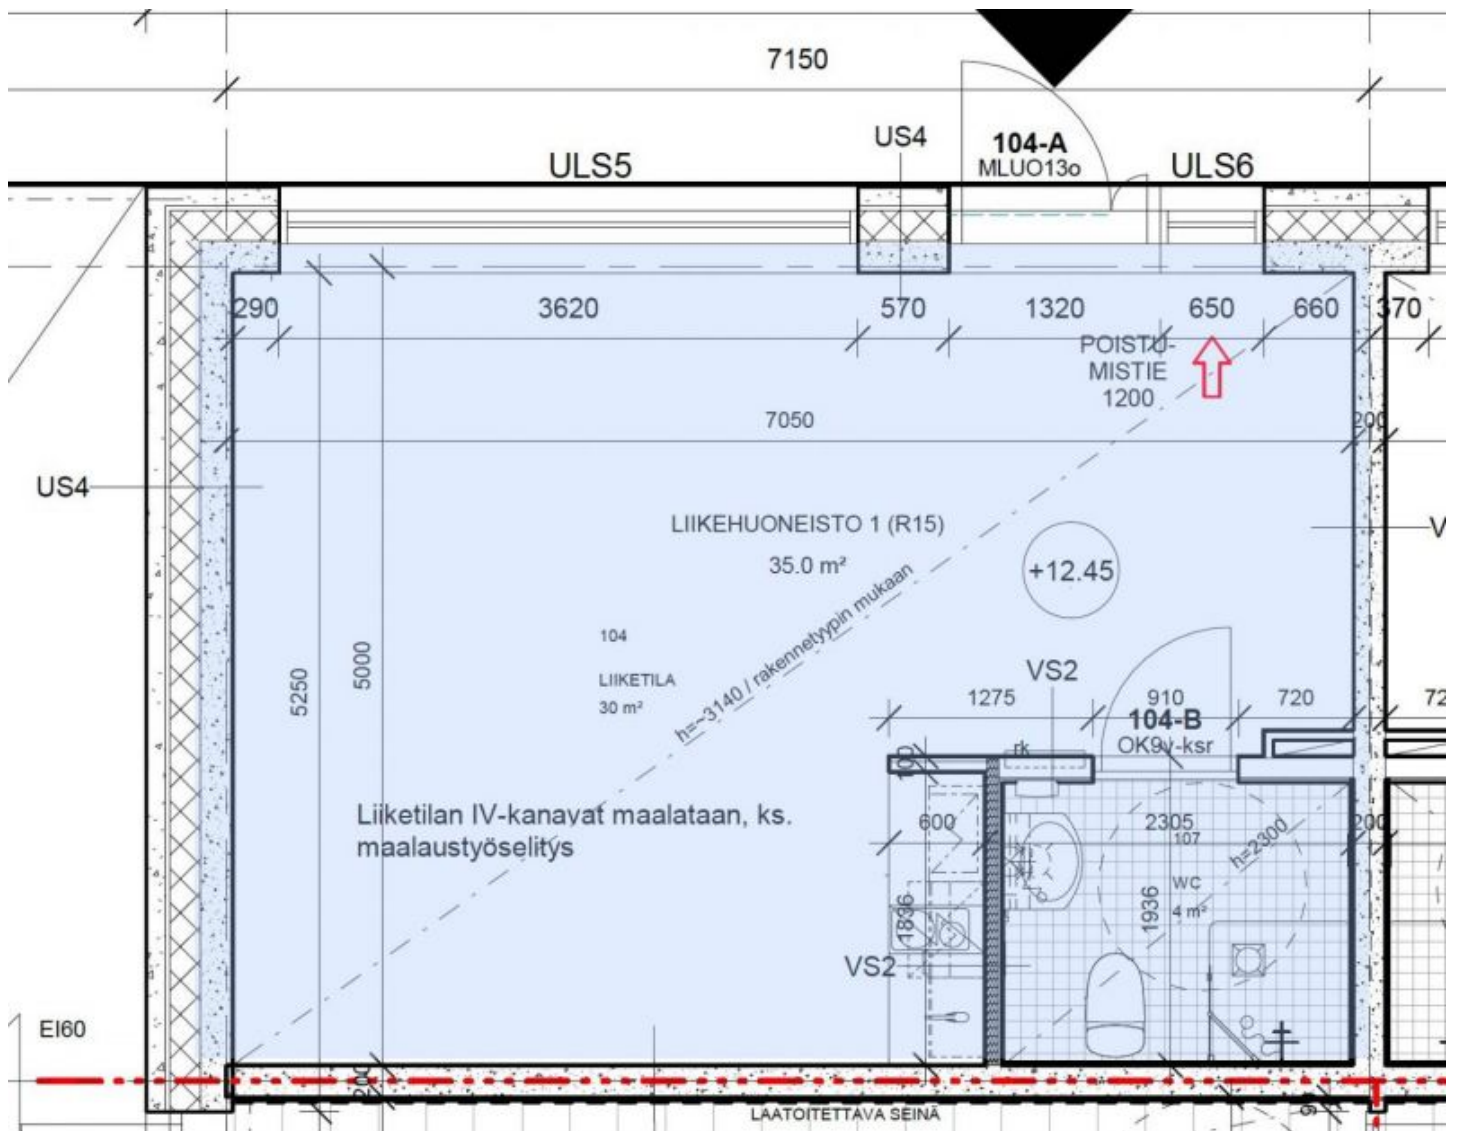 7150
US4
104-A
MLUO13o
ULS5
ULS6
290
3620
570
1320
650
660
370
POISTU-
MISTIE
1200
7050
200
US4
LIIKEHUONEISTO 1 (R15)
35.0 m²
+12.45
V
h=~3140 / rakennetyypin mukaan
104
LIIKETILA
30 m²
5250
5000
VS2
1275
910
720
72
104-B
OK9v-ksr
rk
100
Liiketilan IV-kanavat maalataan, ks.
maalaustyöselitys
600
2305
200
107
h=2300
WC
4 m²
1936
1836
VS2
EI60
200
LAATOITETTAVA SEINÄ